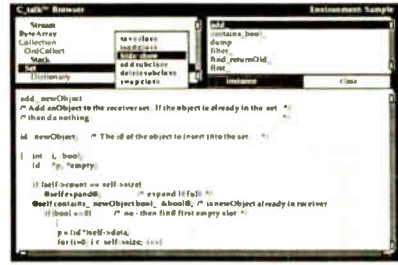 C_talk™ Browser
Environment Sample
Stream
ByteArray
Collection
OrdCollect
Stack
Set
Dictionary
save class
load class
hide show
add subclass
delete subclass
swap class
add_
contains_bool_
dump
filter_
find_returnOld_
first
instance
class
add_ newObject
/* Add anObject to the receiver set. If the object is already in the set */
/* then do nothing. */
id newObject; /* The id of the object to insert into the set. */
{ int i, bool;
id *p, *empty;
if (self->count == self->size)
@self expand@; /* expand if full */
@self contains_ newObject bool_ &bool@; /* is newObject already in receiver
if (bool == 0) /* no - then find first empty slot */
{
p = (id *)self->data;
for (i=0; i < self->size; i++)